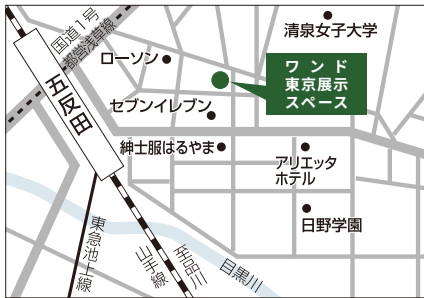 清泉女子大学
国道1号
都営浅草線
ローソン
ワンド
東京展示
スペース
五反田
セブンイレブン
紳士服はるやま
アリエッタ
ホテル
日野学園
東急池上線
山手線
至品川
目黒川